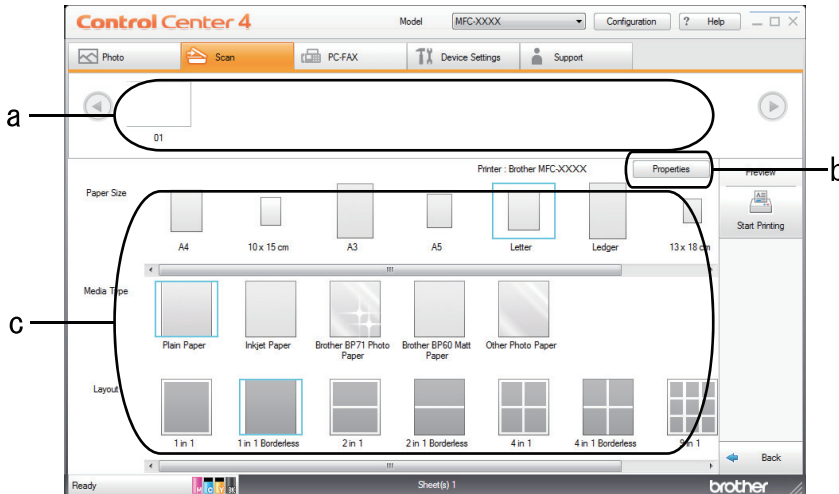 Control Center 4 Model MFC-XXXX Configuration ? Help
Photo Scan PC-FAX Device Settings Support
a
01
Printer : Brother MFC-XXXX Properties Preview b
Paper Size
Start Printing
A4 10 x 15 cm A3 A5 Letter Ledger 13 x 18 cm
Media Type
c
Plain Paper Inkjet Paper Brother BP71 Photo Brother BP60 Matt Other Photo Paper
Paper Paper
Layout
1 in 1 1 in 1 Borderless 2 in 1 2 in 1 Borderless 4 in 1 4 in 1 Borderless 9 in 1
Back
Ready M C Y BK Sheet(s) 1 brother